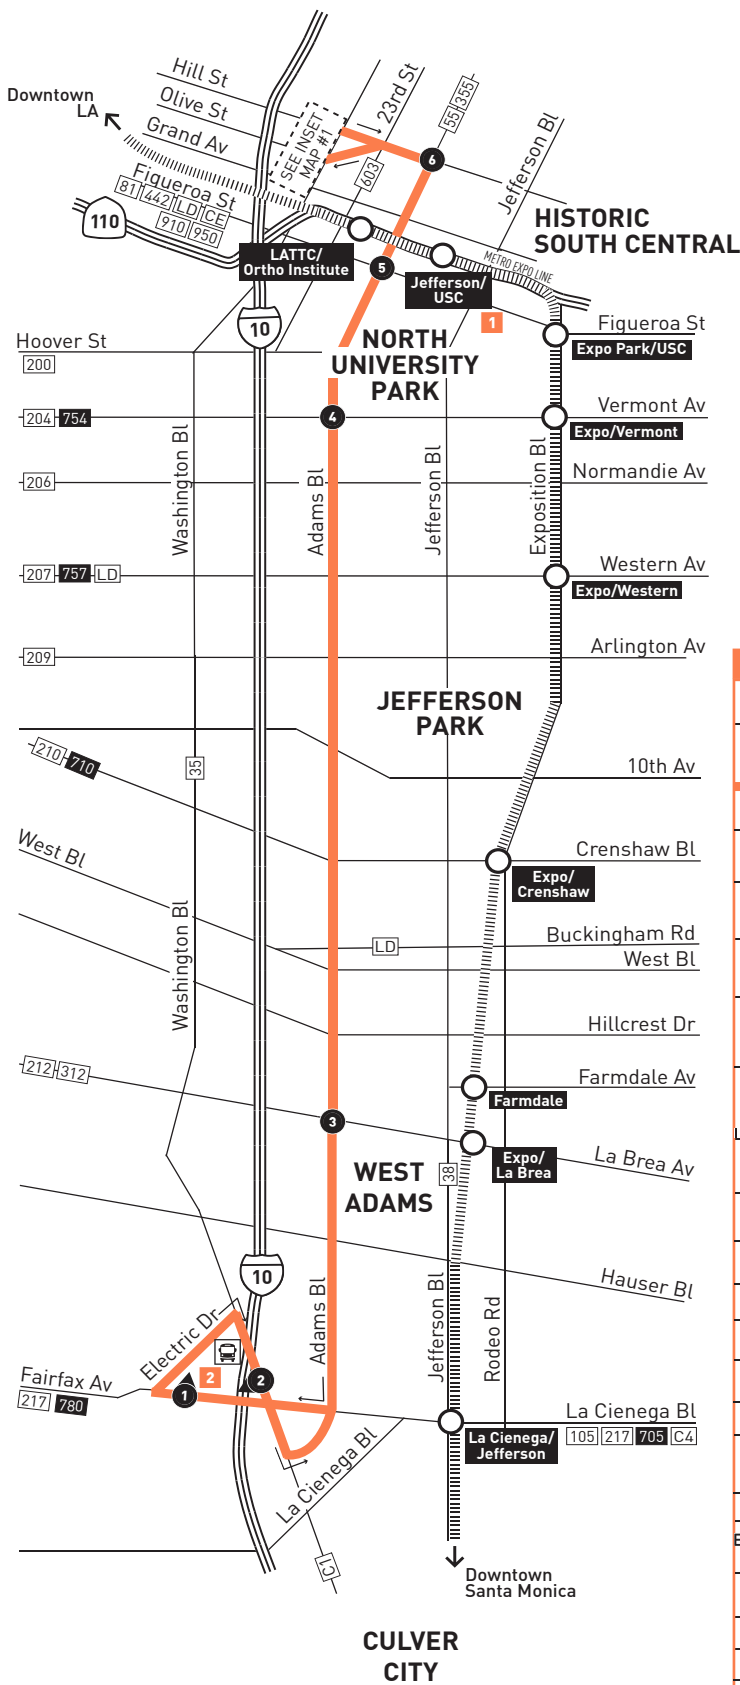 Hill St
Olive St
Grand Av
Figueroa St
81 442 LD CE
910 950
Downtown
LA
SEE INSET
MAP #1
23rd St
55 355
603
6
Jefferson Bl
HISTORIC
SOUTH CENTRAL
110
LATTC/
Ortho Institute
5
METRO EXPO LINE
Jefferson/
USC
1
10
Hoover St
200
NORTH
UNIVERSITY
PARK
Figueroa St
Expo Park/USC
204 754
4
Vermont Av
Expo/Vermont
Washington Bl
Adams Bl
Jefferson Bl
Exposition Bl
206
Normandie Av
207 757 LD
Western Av
Expo/Western
209
Arlington Av
JEFFERSON
PARK
210 710
35
10th Av
West Bl
Crenshaw Bl
Expo/
Crenshaw
Washington Bl
LD
Buckingham Rd
West Bl
Hillcrest Dr
212 312
Farmdale Av
Farmdale
3
Expo/
La Brea
La Brea Av
WEST
ADAMS
38
10
Hauser Bl
Electric Dr
Adams Bl
Jefferson Bl
Rodeo Rd
Fairfax Av
217 780
1
2
2
La Cienega Bl
La Cienega Bl
105 217 705 C4
La Cienega/
Jefferson
C1
Downtown
Santa Monica
CULVER
CITY